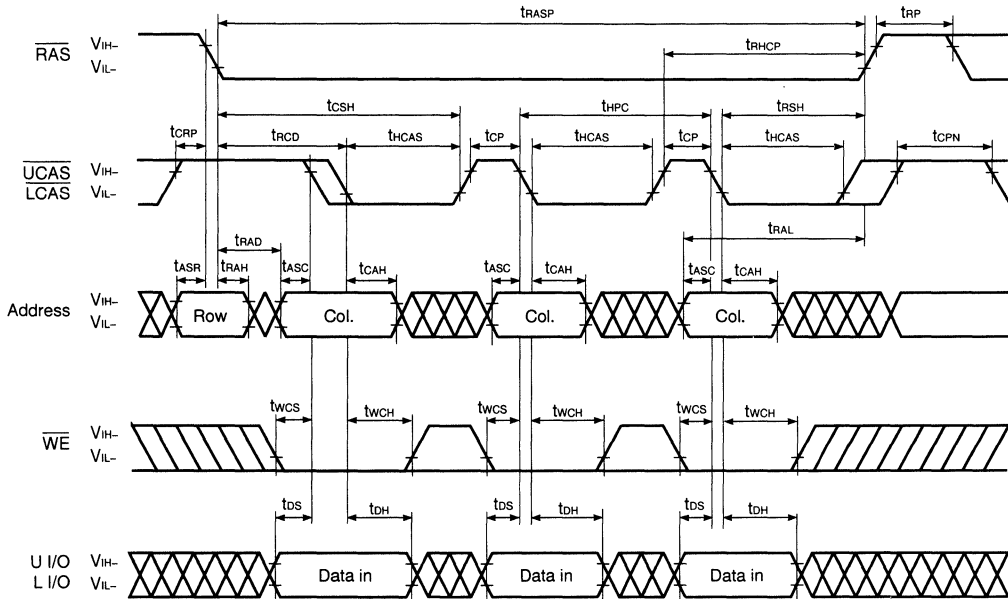 tRASP
tRP
RAS
VIH–
VIL–
tRHCP
tCSH
tHPC
tRSH
tCRP
tRCD
tHCAS
tCP
tHCAS
tCP
tHCAS
tCPN
UCAS
LCAS
VIH–
VIL–
tRAD
tRAL
tASR
tRAH
tASC
tCAH
tASC
tCAH
tASC
tCAH
Address
VIH–
VIL–
Row
Col.
Col.
Col.
tWCS
tWCH
tWCS
tWCH
tWCS
tWCH
WE
VIH–
VIL–
tDS
tDH
tDS
tDH
tDS
tDH
U I/O
L I/O
VIH–
VIL–
Data in
Data in
Data in